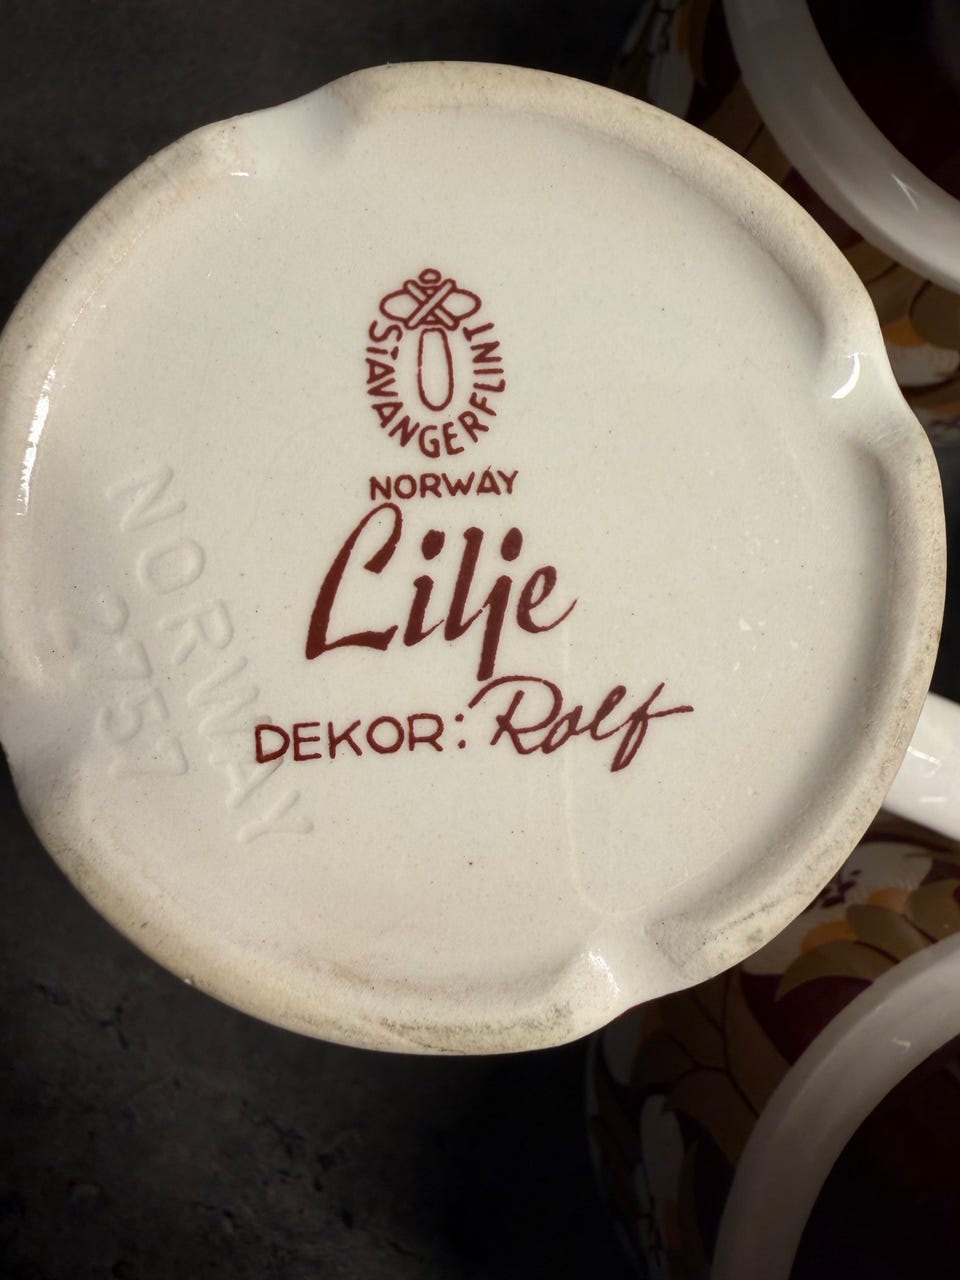 STAVANGERFLINT
NORWAY
Lilje
DEKOR: Rolf
NORWAY
2757